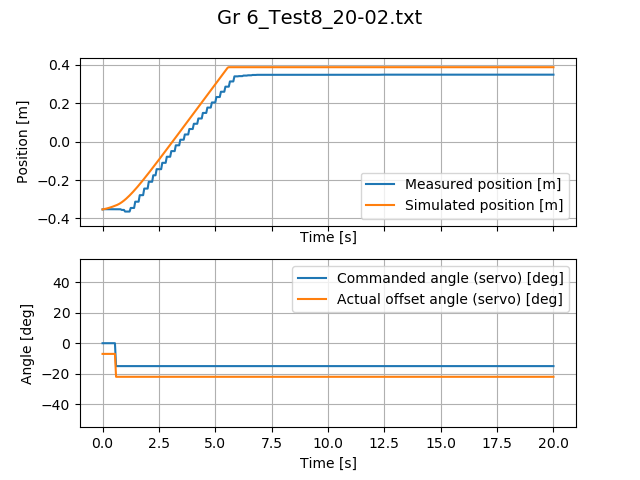 Gr 6_Test8_20-02.txt
Position [m]
0.4
0.2
0.0
−0.2
−0.4
Measured position [m]
Simulated position [m]
Time [s]
Angle [deg]
40
20
0
−20
−40
Commanded angle (servo) [deg]
Actual offset angle (servo) [deg]
0.0 2.5 5.0 7.5 10.0 12.5 15.0 17.5 20.0
Time [s]